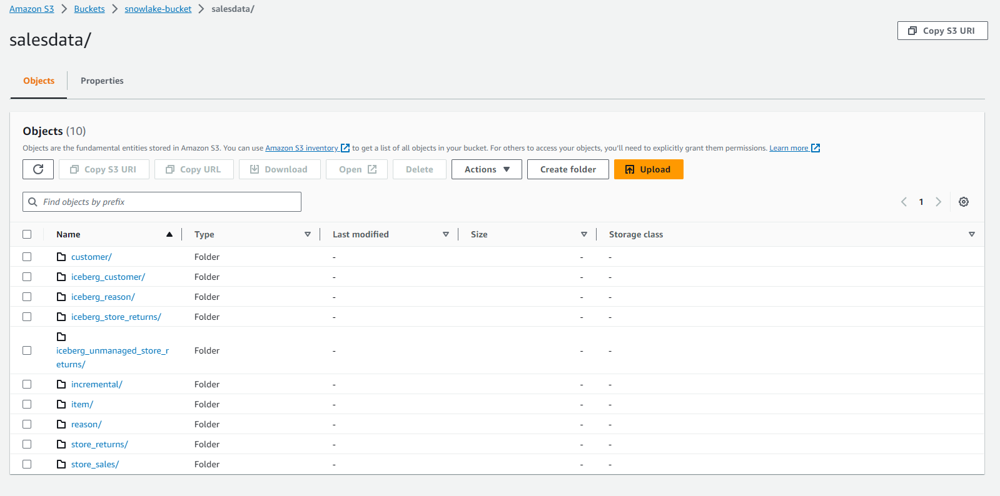 Amazon S3 > Buckets > snowlake-bucket > salesdata/
salesdata/
Copy S3 URI
Objects Properties
Objects (10)
Objects are the fundamental entities stored in Amazon S3. You can use Amazon S3 inventory to get a list of all objects in your bucket. For others to access your objects, you'll need to explicitly grant them permissions. Learn more
Copy S3 URI Copy URL Download Open Delete Actions Create folder Upload
Find objects by prefix 1
Name Type Last modified Size Storage class
customer/ Folder - - -
iceberg_customer/ Folder - - -
iceberg_reason/ Folder - - -
iceberg_store_returns/ Folder - - -
iceberg_unmanaged_store_r Folder - - -
eturns/
incremental/ Folder - - -
item/ Folder - - -
reason/ Folder - - -
store_returns/ Folder - - -
store_sales/ Folder - - -